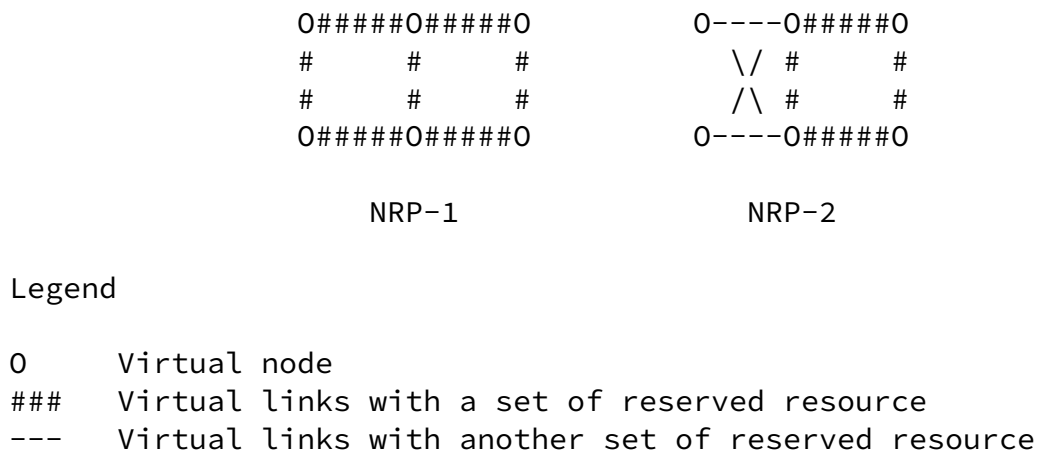 O#####O#####O         O----O#####O
#     #     #           \/ #     #
#     #     #           /\ #     #
O#####O#####O         O----O#####O
NRP-1                NRP-2
Legend
O     Virtual node
###   Virtual links with a set of reserved resource
---   Virtual links with another set of reserved resource